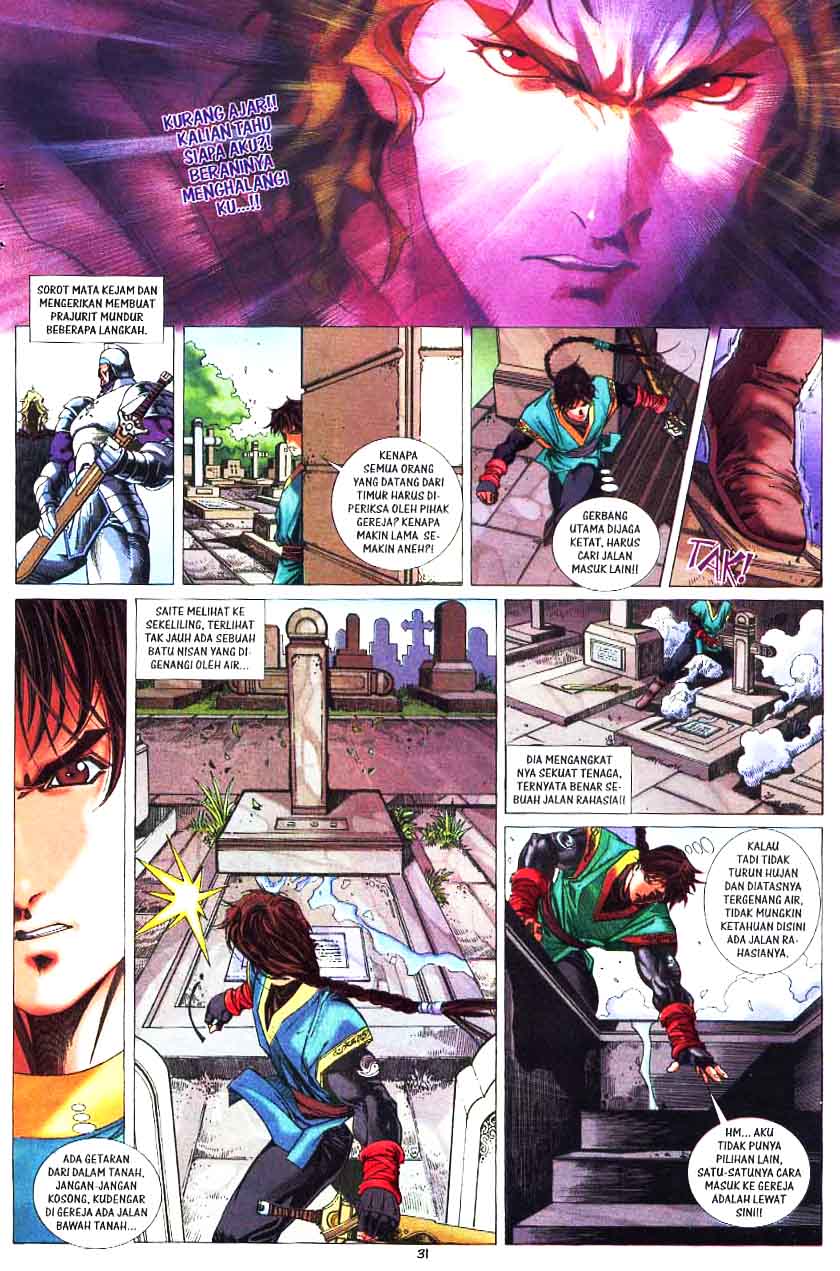 KURANG AJAR!!
KALIAN TAHU
SIAPA AKU?!
BERANINYA
MENGHALANGI
KU...!!
SOROT MATA KEJAM DAN
MENGERIKAN MEMBUAT
PRAJURIT MUNDUR
BEBERAPA LANGKAH.
KENAPA
SEMUA ORANG
YANG DATANG DARI
TIMUR HARUS DI-
PERIKSA OLEH PIHAK
GEREJA? KENAPA
MAKIN LAMA SE-
MAKIN ANEH?!
GERBANG
UTAMA DIJAGA
KETAT, HARUS
CARI JALAN
MASUK LEIN!!
TAK!
SAITE MELIHAT KE
SEKELILING, TERLIHAT
TAK JAUH ADA SEBUAH
BATU NISAN YANG DI
GENANGI OLEH AIR...
ADA GETARAN
DARI DALAM TANAH,
JANGAN-JANGAN
KOSONG, KUDENGAR
DI GEREJA ADA JALAN
BAWAH TANAH...
DIA MENGANGKAT
NYA SEKUAT TENAGA,
TERNYATA BENAR SE-
BUAH JALAN RAHASIA!!
KALAU
TADI TIDAK
TURUN HUJAN
DAN DIATASNYA
TERGENANG AIR,
TIDAK MUNGKIN
KETAHUAN DISINI
ADA JALAN RA-
HASIANYA.
HM... AKU
TIDAK PUNYA
PILIHAN LAIN,
SATU-SATUNYA CARA
MASUK KE GEREJA
ADALAH LEWAT
SINI!!
31